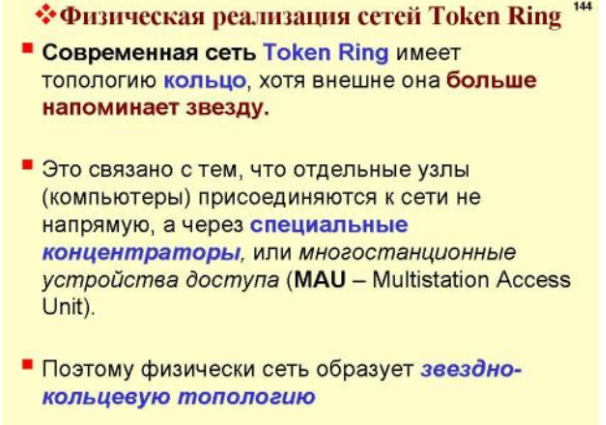 ❖Физическая реализация сетей Token Ring 144
Современная сеть Token Ring имеет
топологию кольцо, хотя внешне она больше
напоминает звезду.
Это связано с тем, что отдельные узлы
(компьютеры) присоединяются к сети не
напрямую, а через специальные
концентраторы, или многостанционные
устройства доступа (MAU – Multistation Access
Unit).
Поэтому физически сеть образует звездно-
кольцевую топологию